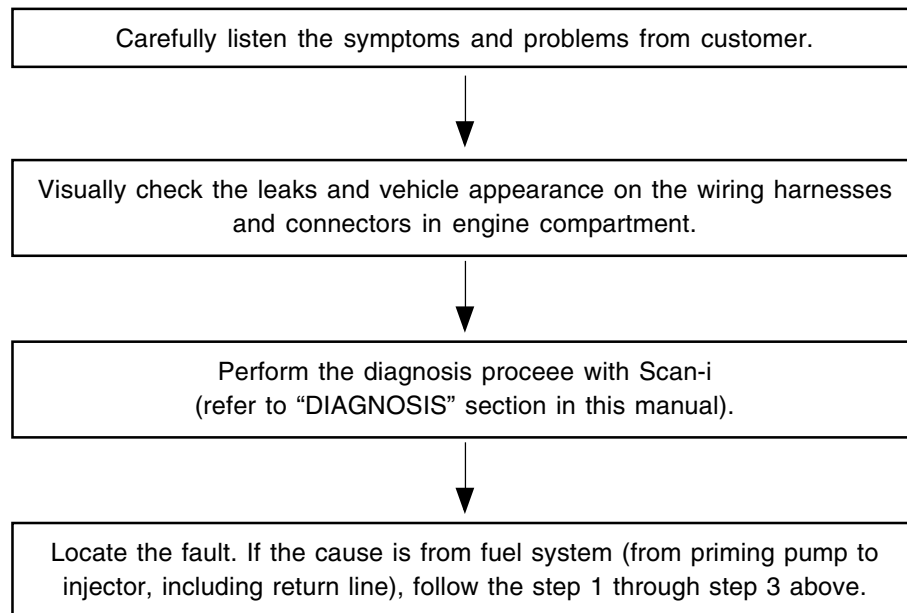 Carefully listen the symptoms and problems from customer.
Visually check the leaks and vehicle appearance on the wiring harnesses
and connectors in engine compartment.
Perform the diagnosis proceee with Scan-i
(refer to “DIAGNOSIS” section in this manual).
Locate the fault. If the cause is from fuel system (from priming pump to
injector, including return line), follow the step 1 through step 3 above.